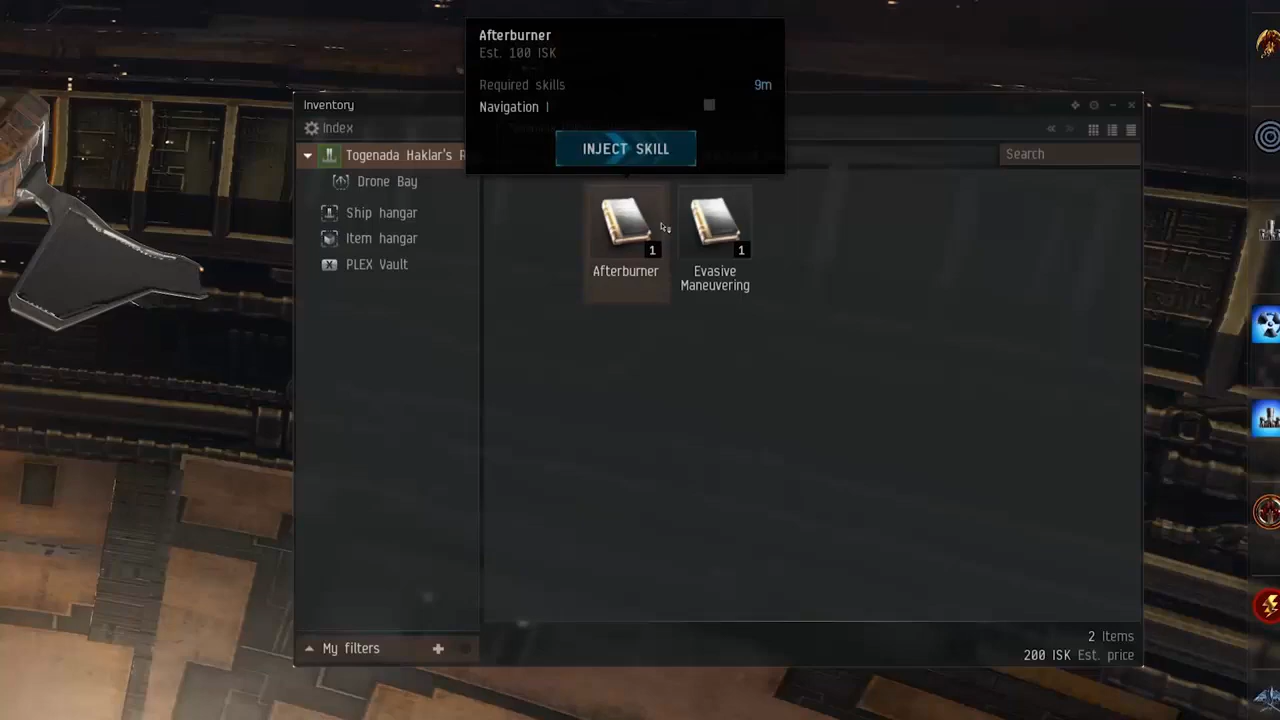 Afterburner
Est. 100 ISK
Required skills 9m
Navigation I
INJECT SKILL
Inventory
Index
Togenada Haklar's
Search
Drone Bay
Ship hangar
Item hangar
PLEX Vault
1
1
Afterburner
Evasive
Maneuvering
My filters
2 Items
200 ISK Est. price